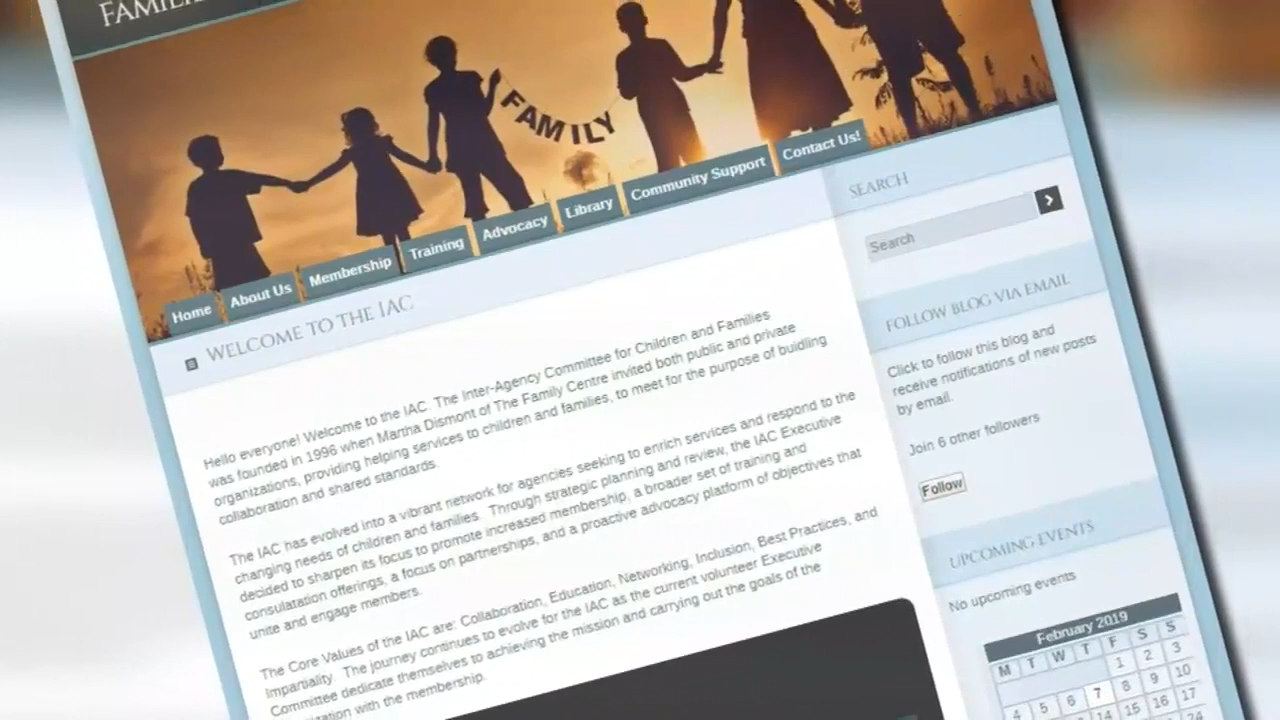 FAMILY
Home
About Us
Membership
Training
Advocacy
Library
Community Support
Contact Us!
WELCOME TO THE IAC
Hello everyone! Welcome to the IAC. The Inter-Agency Committee for Children and Families
was founded in 1996 when Martha Dismont of The Family Centre invited both public and private
organizations, providing helping services to children and families, to meet for the purpose of buidling
collaboration and shared standards.
The IAC has evolved into a vibrant network for agencies seeking to enrich services and respond to the
changing needs of children and families. Through strategic planning and review, the IAC Executive
decided to sharpen its focus to promote increased membership, a broader set of training and
consulatation offerings, a focus on partnerships, and a proactive advocacy platform of objectives that
unite and engage members.
The Core Values of the IAC are: Collaboration, Education, Networking, Inclusion, Best Practices, and
Impartiality. The journey continues to evolve for the IAC as the current volunteer Executive
Committee dedicate themselves to achieving the mission and carrying out the goals of the
with the membership.
SEARCH
Search
FOLLOW BLOG VIA EMAIL
Click to follow this blog and
receive notifications of new posts
by email.
Join 6 other followers
Follow
UPCOMING EVENTS
No upcoming events
February 2019
M T W T F S S
1 2 3
4 5 6 7 8 9 10
14 15 16 17